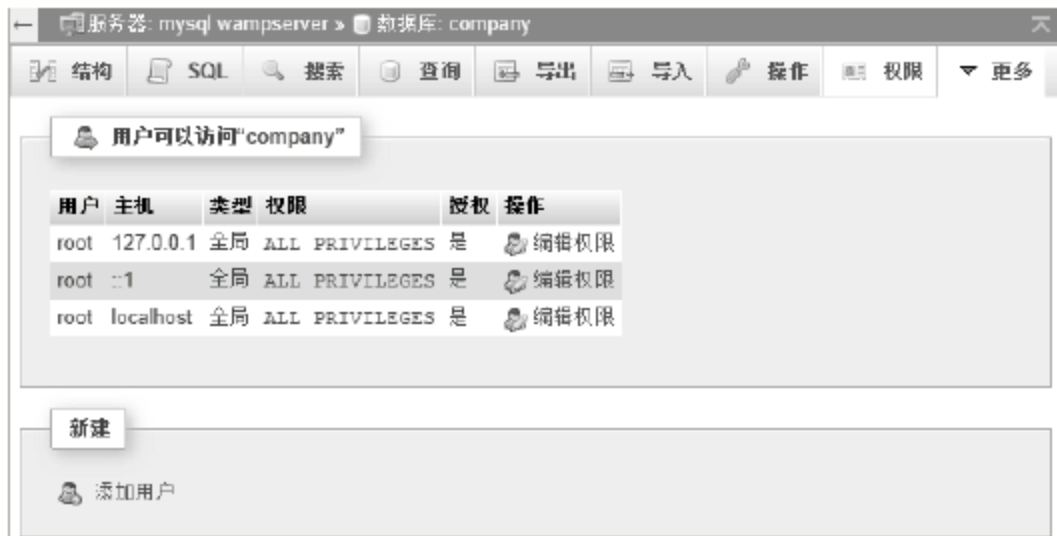 服务器: mysql wampserver » 数据库: company
结构 SQL 搜索 查询 导出 导入 操作 权限 更多
用户可以访问“company”
用户 主机 类型 权限 授权 操作
root 127.0.0.1 全局 ALL PRIVILEGES 是 编辑权限
root ::1 全局 ALL PRIVILEGES 是 编辑权限
root localhost 全局 ALL PRIVILEGES 是 编辑权限
新建
添加用户